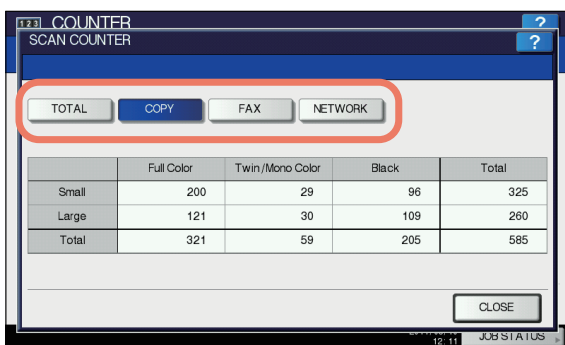 123 COUNTER ?
SCAN COUNTER ?
TOTAL COPY FAX NETWORK
Full Color Twin/Mono Color Black Total
Small 200 29 96 325
Large 121 30 109 260
Total 321 59 205 585
CLOSE
12:11 JOB STATUS